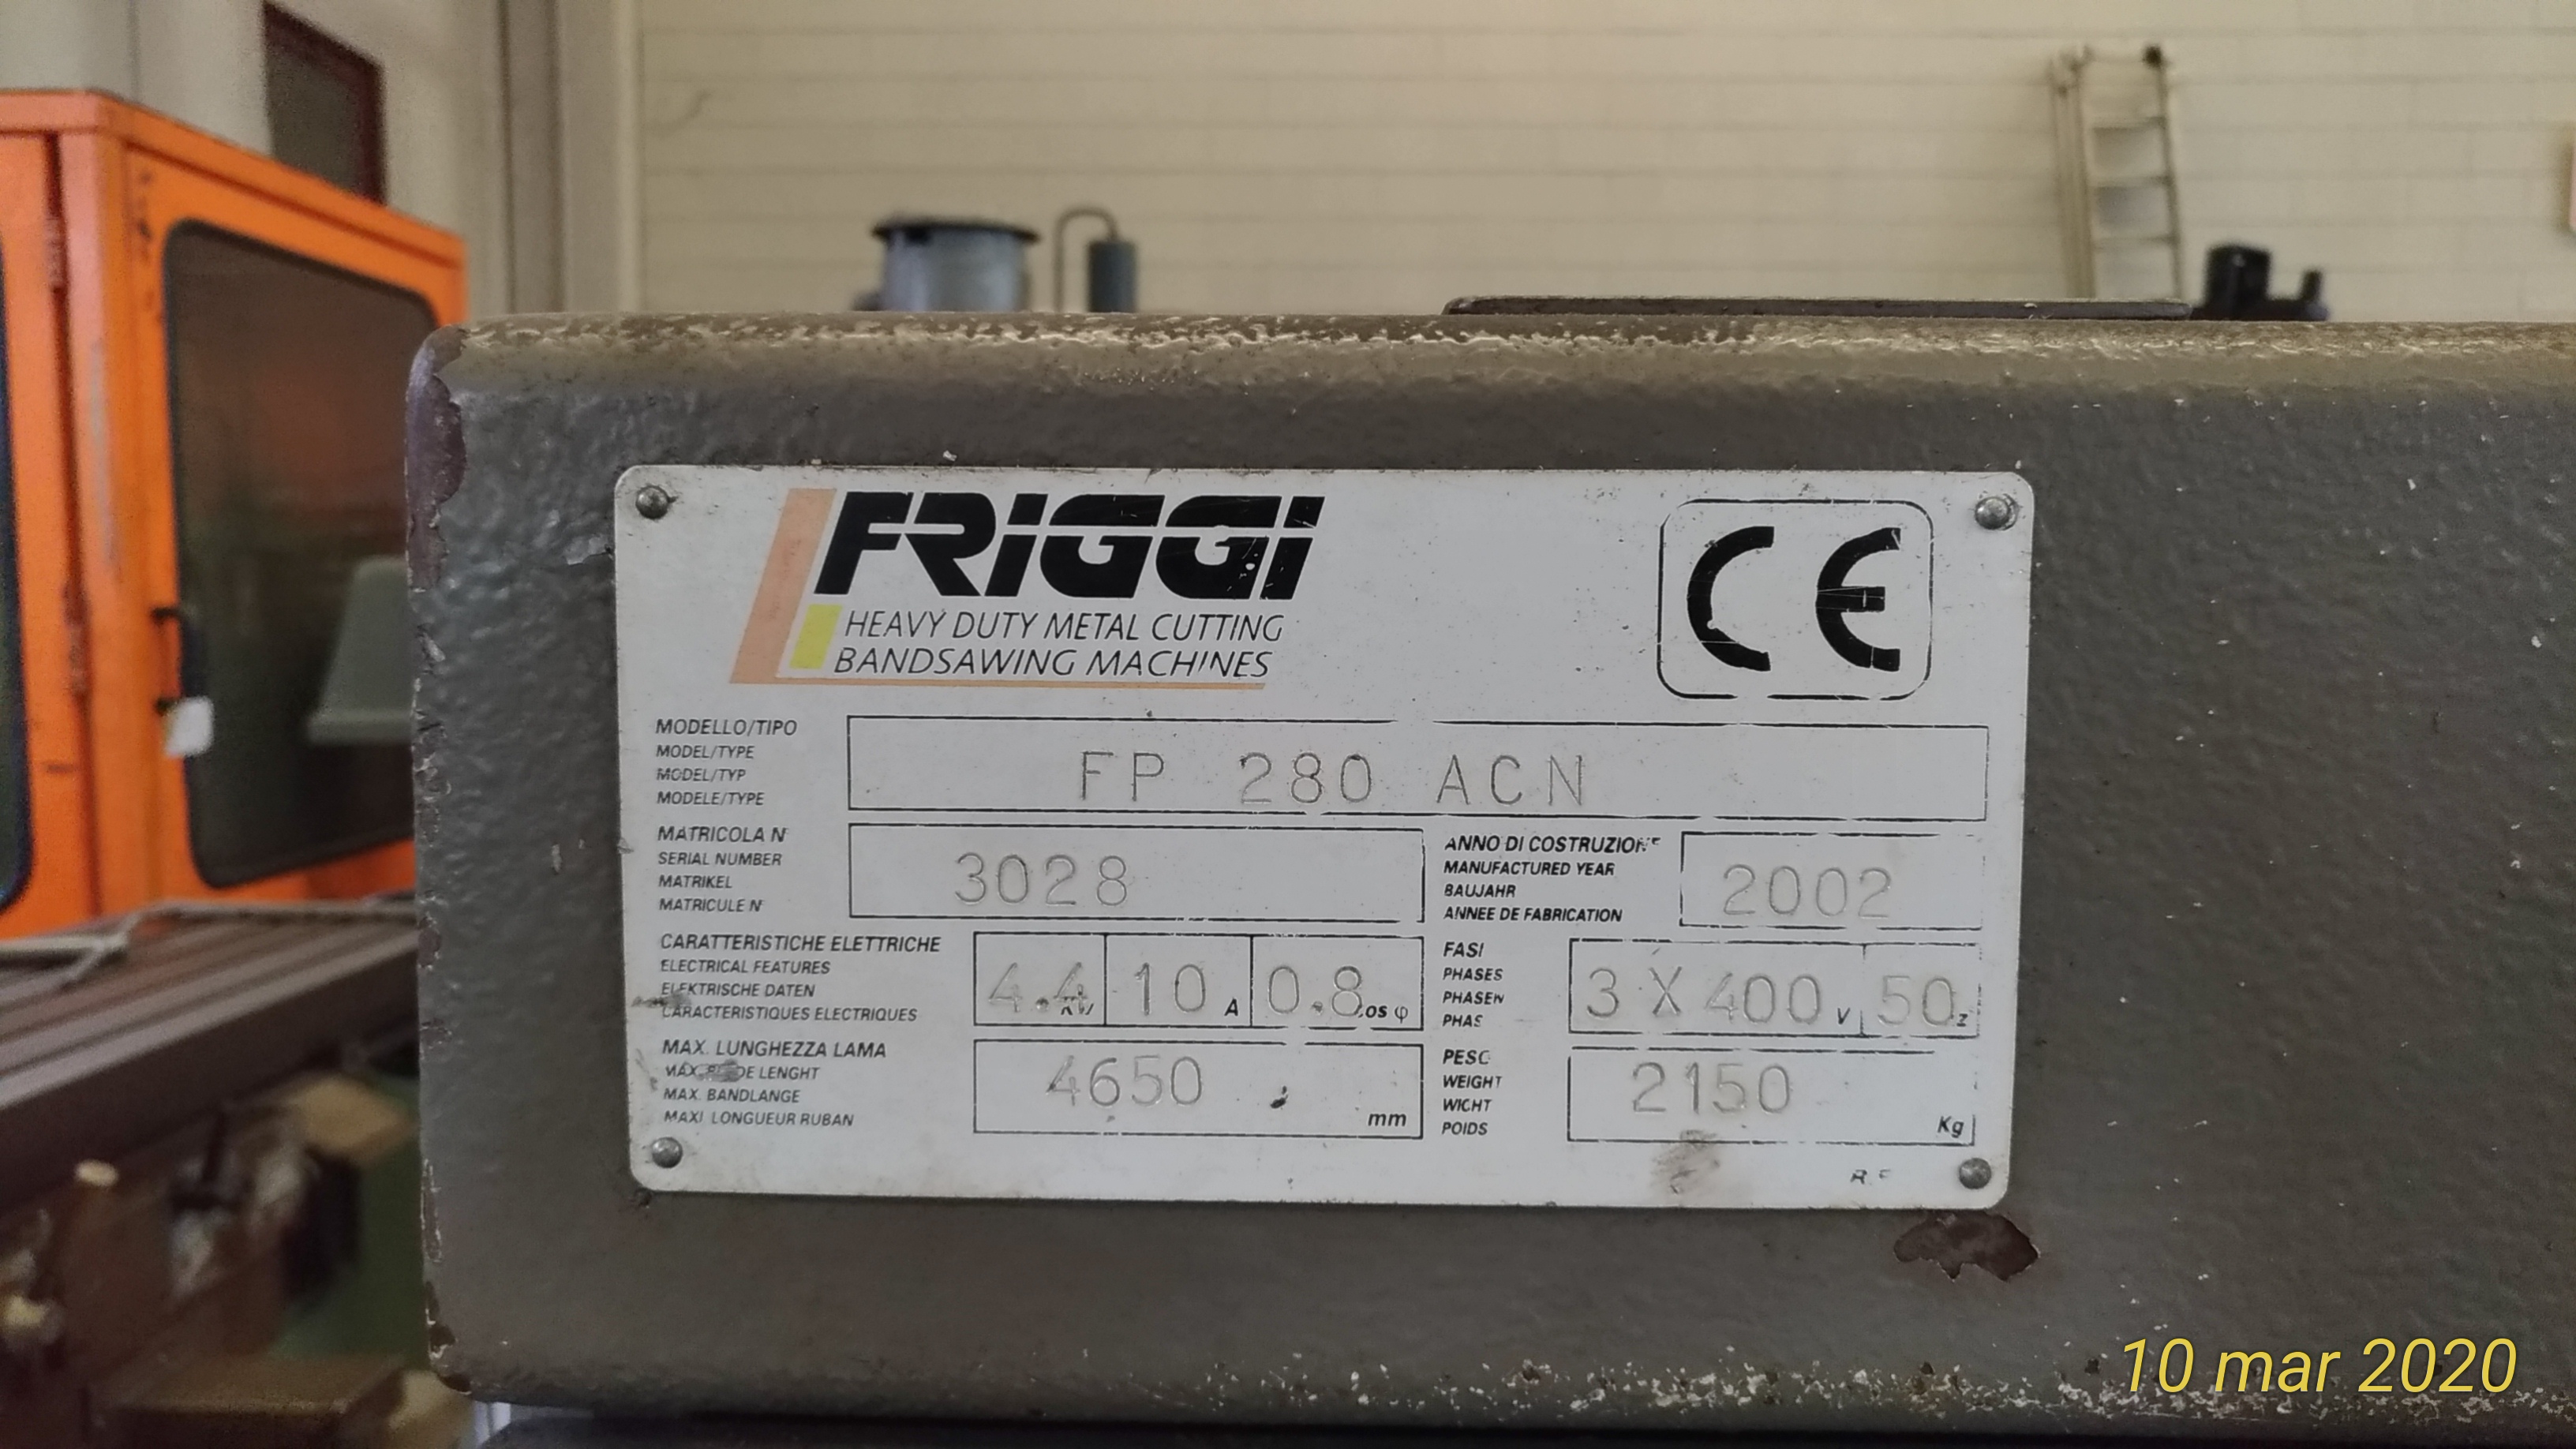 FRiGGi
HEAVY DUTY METAL CUTTING
BANDSAWING MACHINES
CE
MODELLO/TIPO
MODEL/TYPE
MODEL/TYP
MODELE/TYPE
FP 280 ACN
MATRICOLA N°
SERIAL NUMBER
MATRIKEL
MATRICULE N°
3028
ANNO DI COSTRUZIONE
MANUFACTURED YEAR
BAUJAHR
ANNEE DE FABRICATION
2002
CARATTERISTICHE ELETTRICHE
ELECTRICAL FEATURES
ELEKTRISCHE DATEN
CARACTERISTIQUES ELECTRIQUES
4.4 KW 10 A 0.8 cos φ
FASI
PHASES
PHASEN
PHAS
3 X 400 V 50
MAX. LUNGHEZZA LAMA
MAX. LENGHT
MAX. BANDLANGE
MAXI LONGUEUR RUBAN
4650 mm
PESO
WEIGHT
WICHT
POIDS
2150 Kg
10 mar 2020